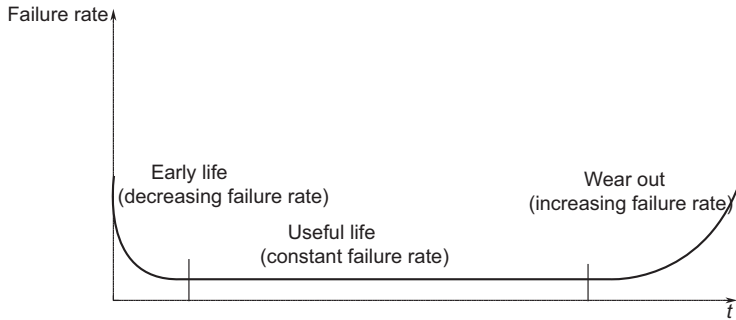 Failure rate
Early life
(decreasing failure rate)
Useful life
(constant failure rate)
Wear out
(increasing failure rate)
t